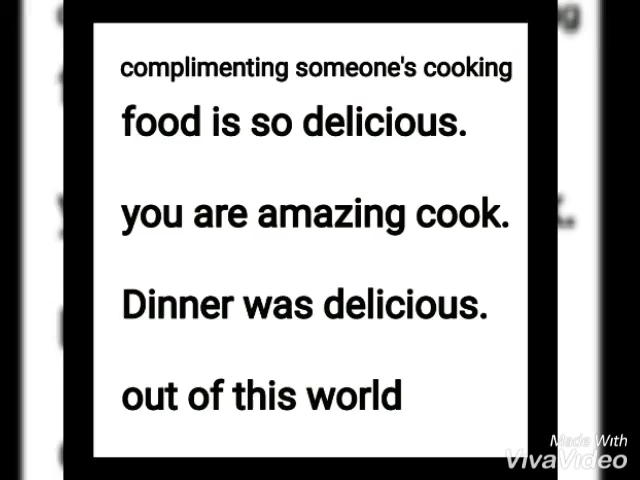 complimenting someone's cooking
food is so delicious.
you are amazing cook.
Dinner was delicious.
out of this world
Made With
VivaVideo